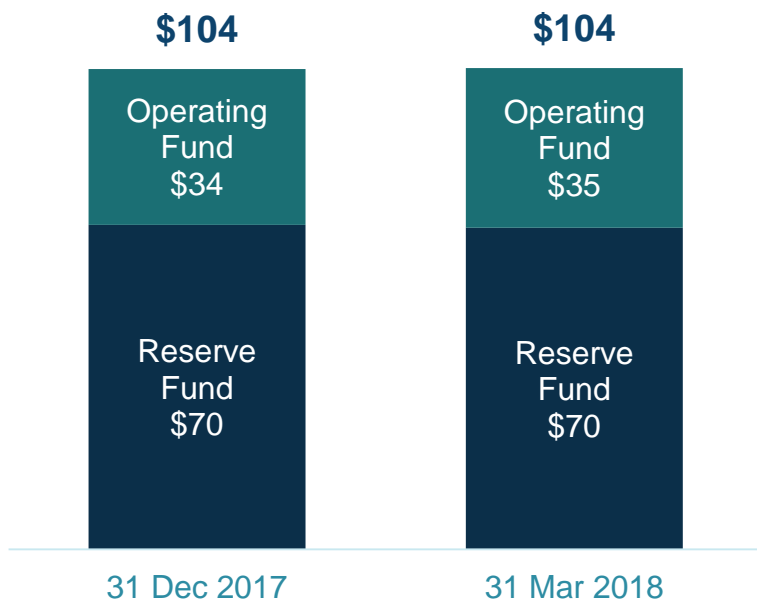 $104
Operating
Fund
$34
Reserve
Fund
$70
31 Dec 2017
$104
Operating
Fund
$35
Reserve
Fund
$70
31 Mar 2018